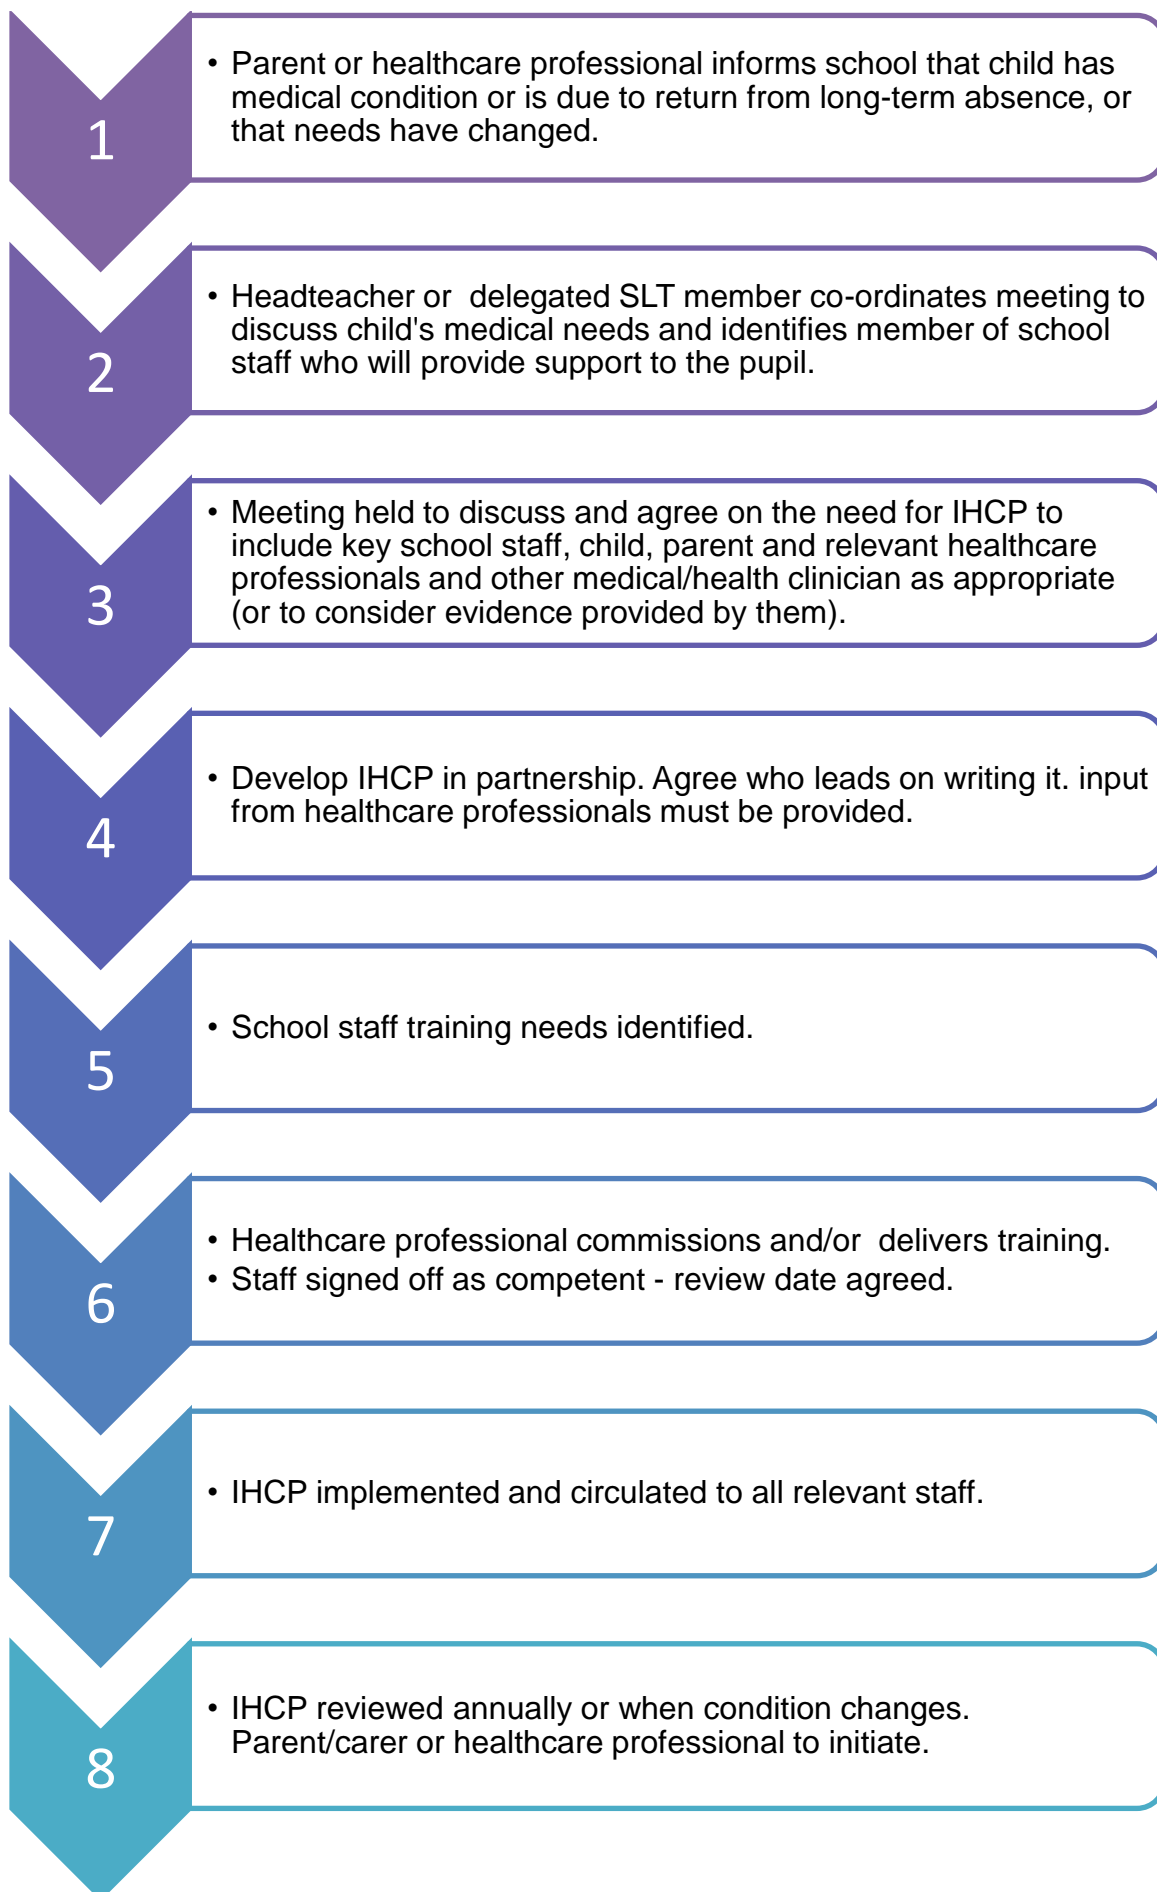 1
• Parent or healthcare professional informs school that child has
medical condition or is due to return from long-term absence, or
that needs have changed.
2
• Headteacher or  delegated SLT member co-ordinates meeting to
discuss child's medical needs and identifies member of school
staff who will provide support to the pupil.
3
• Meeting held to discuss and agree on the need for IHCP to
include key school staff, child, parent and relevant healthcare
professionals and other medical/health clinician as appropriate
(or to consider evidence provided by them).
4
• Develop IHCP in partnership. Agree who leads on writing it. input
from healthcare professionals must be provided.
5
• School staff training needs identified.
6
• Healthcare professional commissions and/or  delivers training.
• Staff signed off as competent - review date agreed.
7
• IHCP implemented and circulated to all relevant staff.
8
• IHCP reviewed annually or when condition changes.
Parent/carer or healthcare professional to initiate.